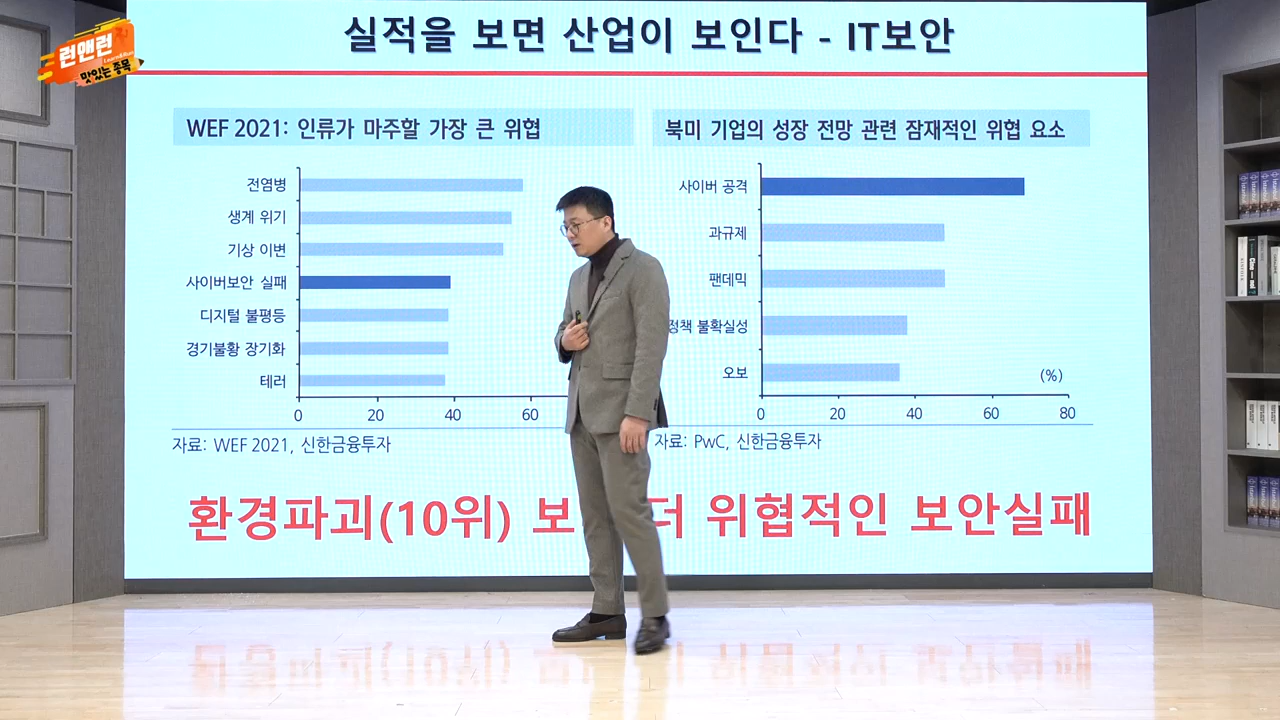 런앤런
Learn&Run
맛있는 종목
실적을 보면 산업이 보인다 - IT보안
WEF 2021: 인류가 마주할 가장 큰 위협
전염병
생계 위기
기상 이변
사이버보안 실패
디지털 불평등
경기불황 장기화
테러
0 20 40 60
자료: WEF 2021, 신한금융투자
북미 기업의 성장 전망 관련 잠재적인 위협 요소
사이버 공격
과규제
팬데믹
정책 불확실성
오보
(%)
0 20 40 60 80
자료: PwC, 신한금융투자
환경파괴(10위) 보 더 위협적인 보안실패